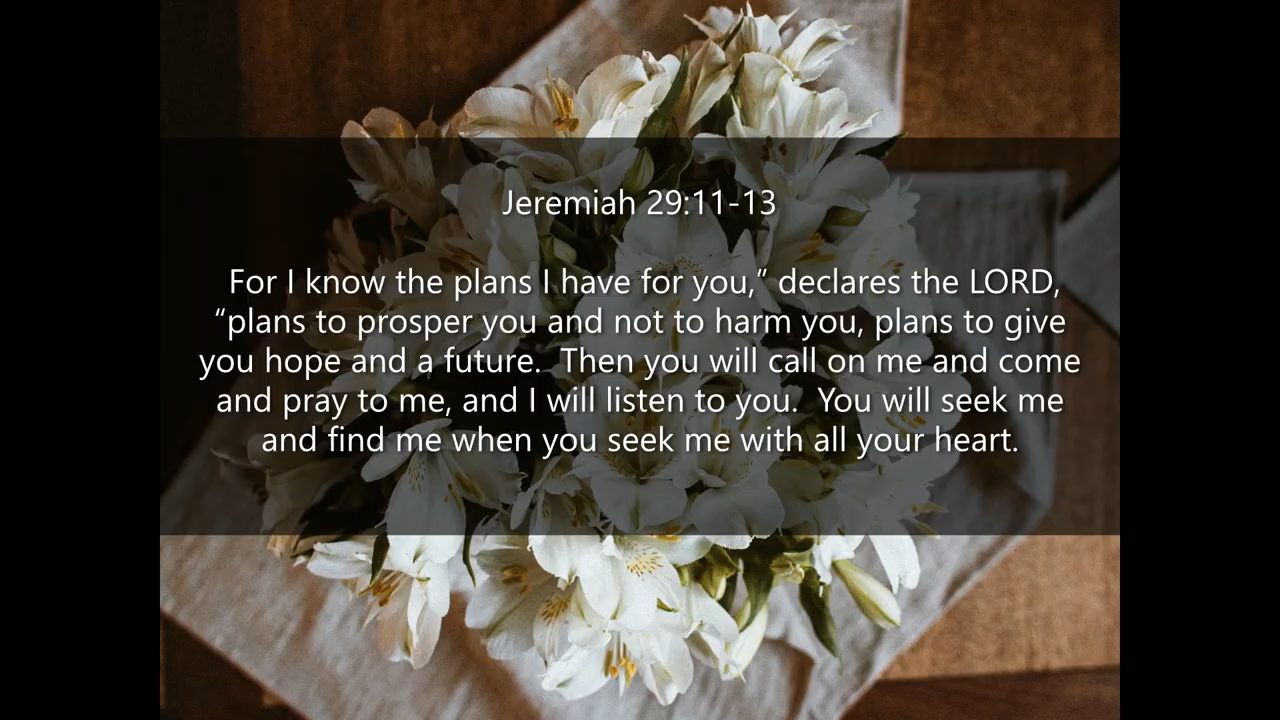 Jeremiah 29:11-13
For I know the plans I have for you,” declares the LORD,
“plans to prosper you and not to harm you, plans to give
you hope and a future.  Then you will call on me and come
and pray to me, and I will listen to you.  You will seek me
and find me when you seek me with all your heart.